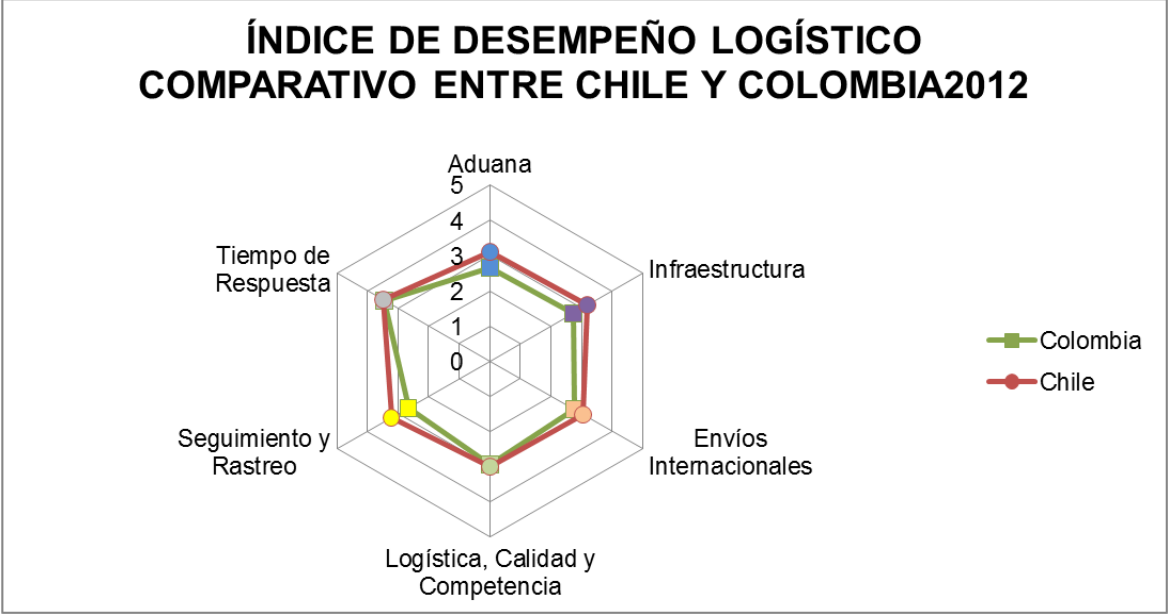 ÍNDICE DE DESEMPEÑO LOGÍSTICO
COMPARATIVO ENTRE CHILE Y COLOMBIA2012
Aduana
5
4
3
2
1
0
Tiempo de
Respuesta
Infraestructura
Seguimiento y
Rastreo
Envíos
Internacionales
Logística, Calidad y
Competencia
Colombia
Chile